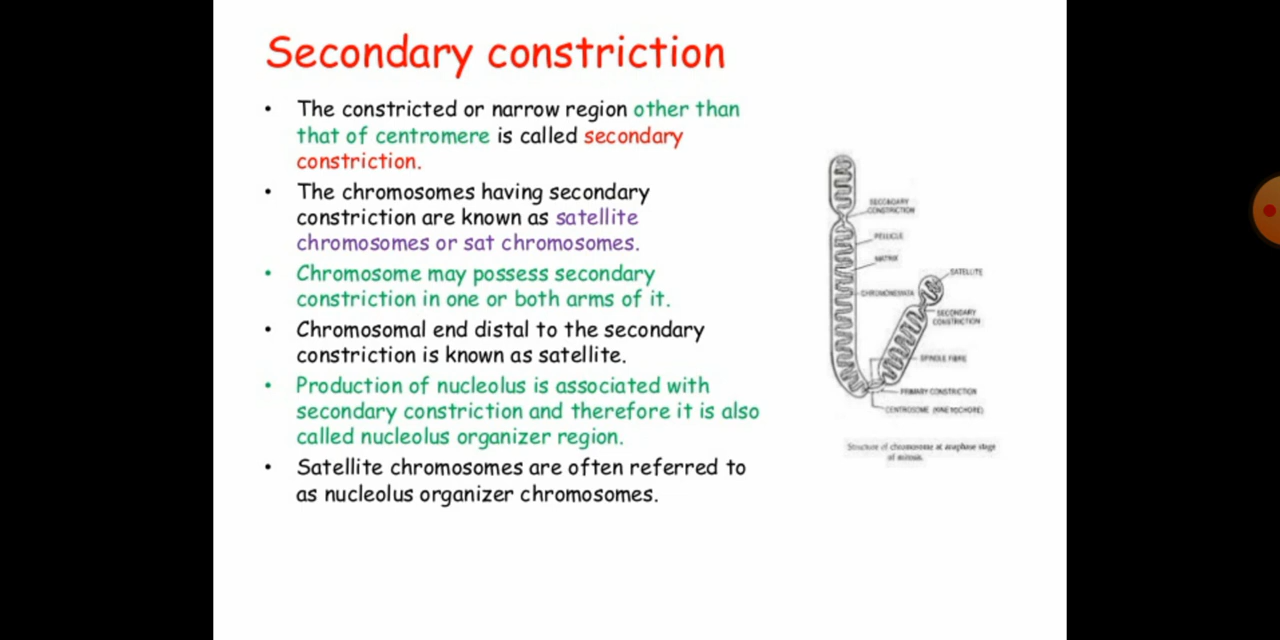 Secondary constriction
• The constricted or narrow region other than
that of centromere is called secondary
constriction.
• The chromosomes having secondary
constriction are known as satellite
chromosomes or sat chromosomes.
• Chromosome may possess secondary
constriction in one or both arms of it.
• Chromosomal end distal to the secondary
constriction is known as satellite.
• Production of nucleolus is associated with
secondary constriction and therefore it is also
called nucleolus organizer region.
• Satellite chromosomes are often referred to
as nucleolus organizer chromosomes.
SECONDARY
CONSTRICTION
PELLICLE
MATRIX
CHROMONEMATA
SATELLITE
SECONDARY
CONSTRICTION
SPINDLE FIBRE
PRIMARY CONSTRICTION
CENTROSOME (KINETOCHORE)
Structure of chromosome at anaphase stage
of mitosis.